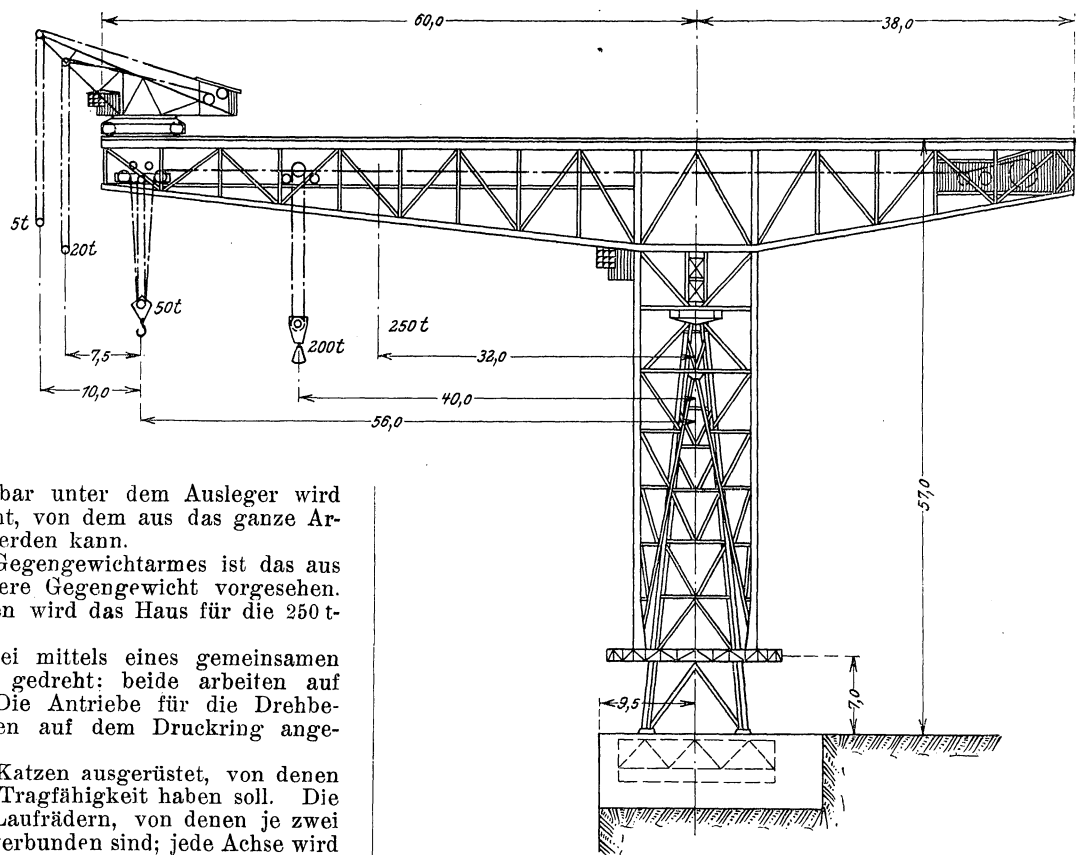 60,0
38,0
5t
20t
50t
200t
250t
7,5
32,0
10,0
40,0
56,0
57,0
9,5
7,0
bar unter dem Ausleger wird
nt, von dem aus das ganze Ar-
erden kann.
Gegengewichtarmes ist das aus
ere Gegengewicht vorgesehen.
en wird das Haus für die 250 t-
ei mittels eines gemeinsamen
gedreht: beide arbeiten auf
Die Antriebe für die Drehbe-
en auf dem Druckring ange-
Katzen ausgerüstet, von denen
Tragfähigkeit haben soll. Die
Laufrädern, von denen je zwei
verbunden sind; jede Achse wird